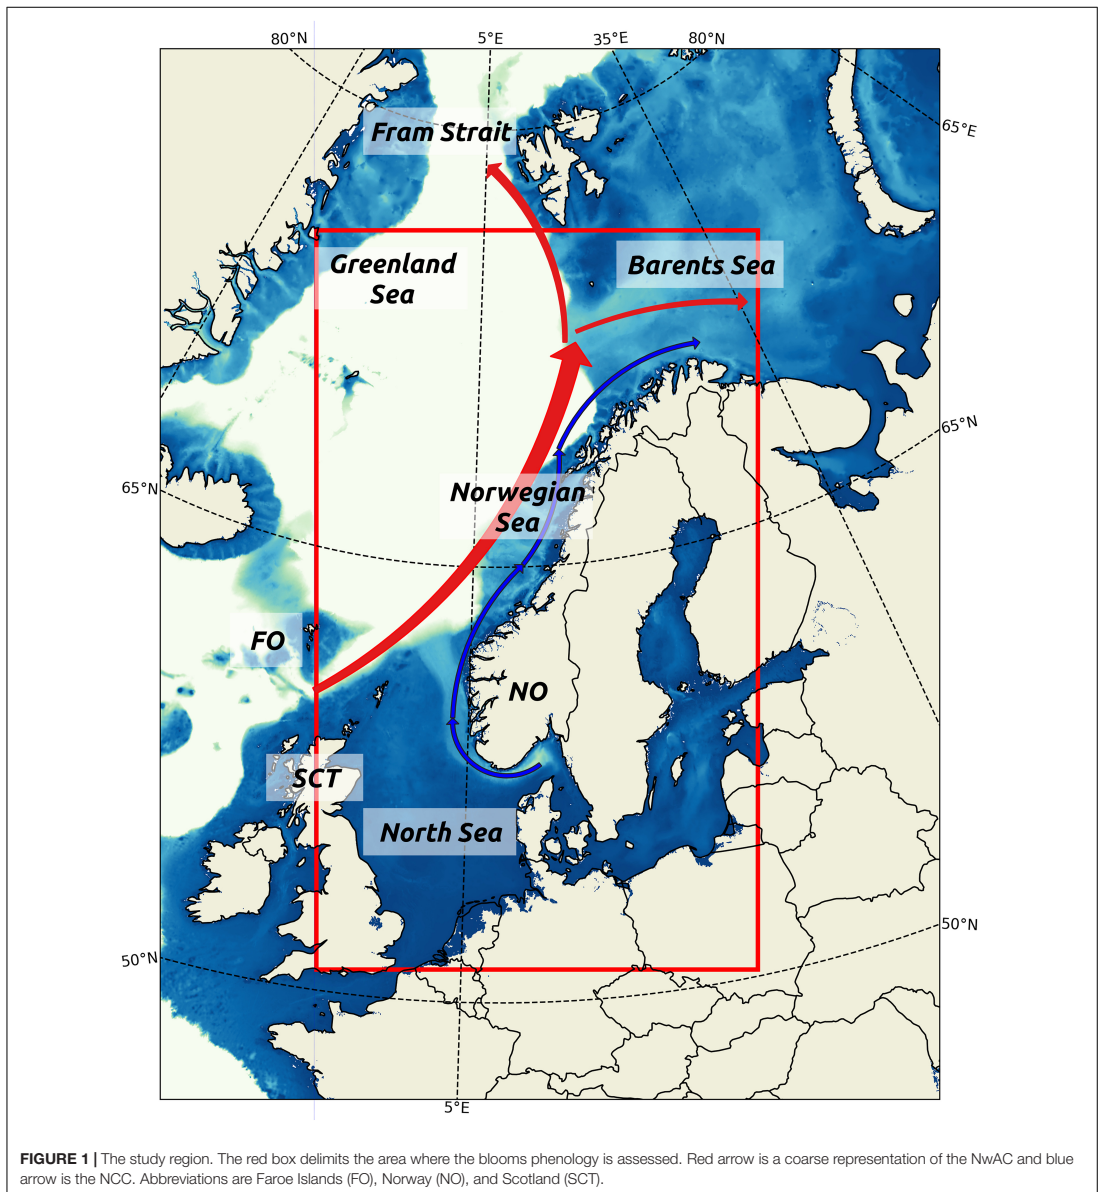 80°N 5°E 35°E 80°N
65°E
Fram Strait
Greenland
Sea
Barents Sea
65°N
65°N
Norwegian
Sea
FO
NO
SCT
North Sea
50°N
50°N
5°E
FIGURE 1 | The study region. The red box delimits the area where the blooms phenology is assessed. Red arrow is a coarse representation of the NwAC and blue
arrow is the NCC. Abbreviations are Faroe Islands (FO), Norway (NO), and Scotland (SCT).